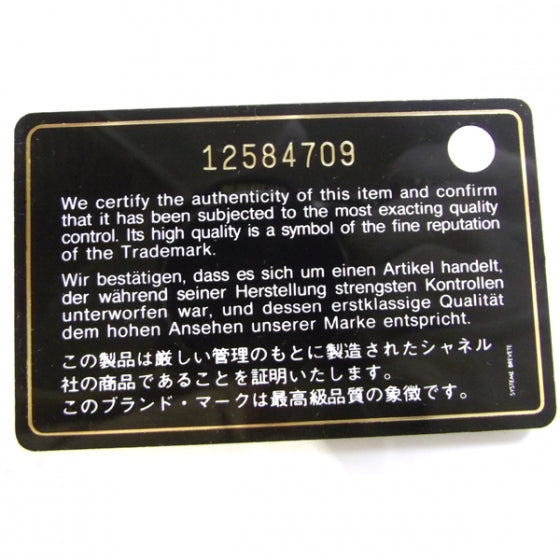 12584709
We certify the authenticity of this item and confirm
that it has been subjected to the most exacting quality
control. Its high quality is a symbol of the fine reputation
of the Trademark.
Wir bestätigen, dass es sich um einen Artikel handelt,
der während seiner Herstellung strengsten Kontrollen
unterworfen war, und dessen erstklassige Qualität
dem hohen Ansehen unserer Marke entspricht.
この製品は厳しい管理のもとに製造されたシャネル
社の商品であることを証明いたします。
このブランド・マークは最高級品質の象徴です。
SYSTEME BREVETE